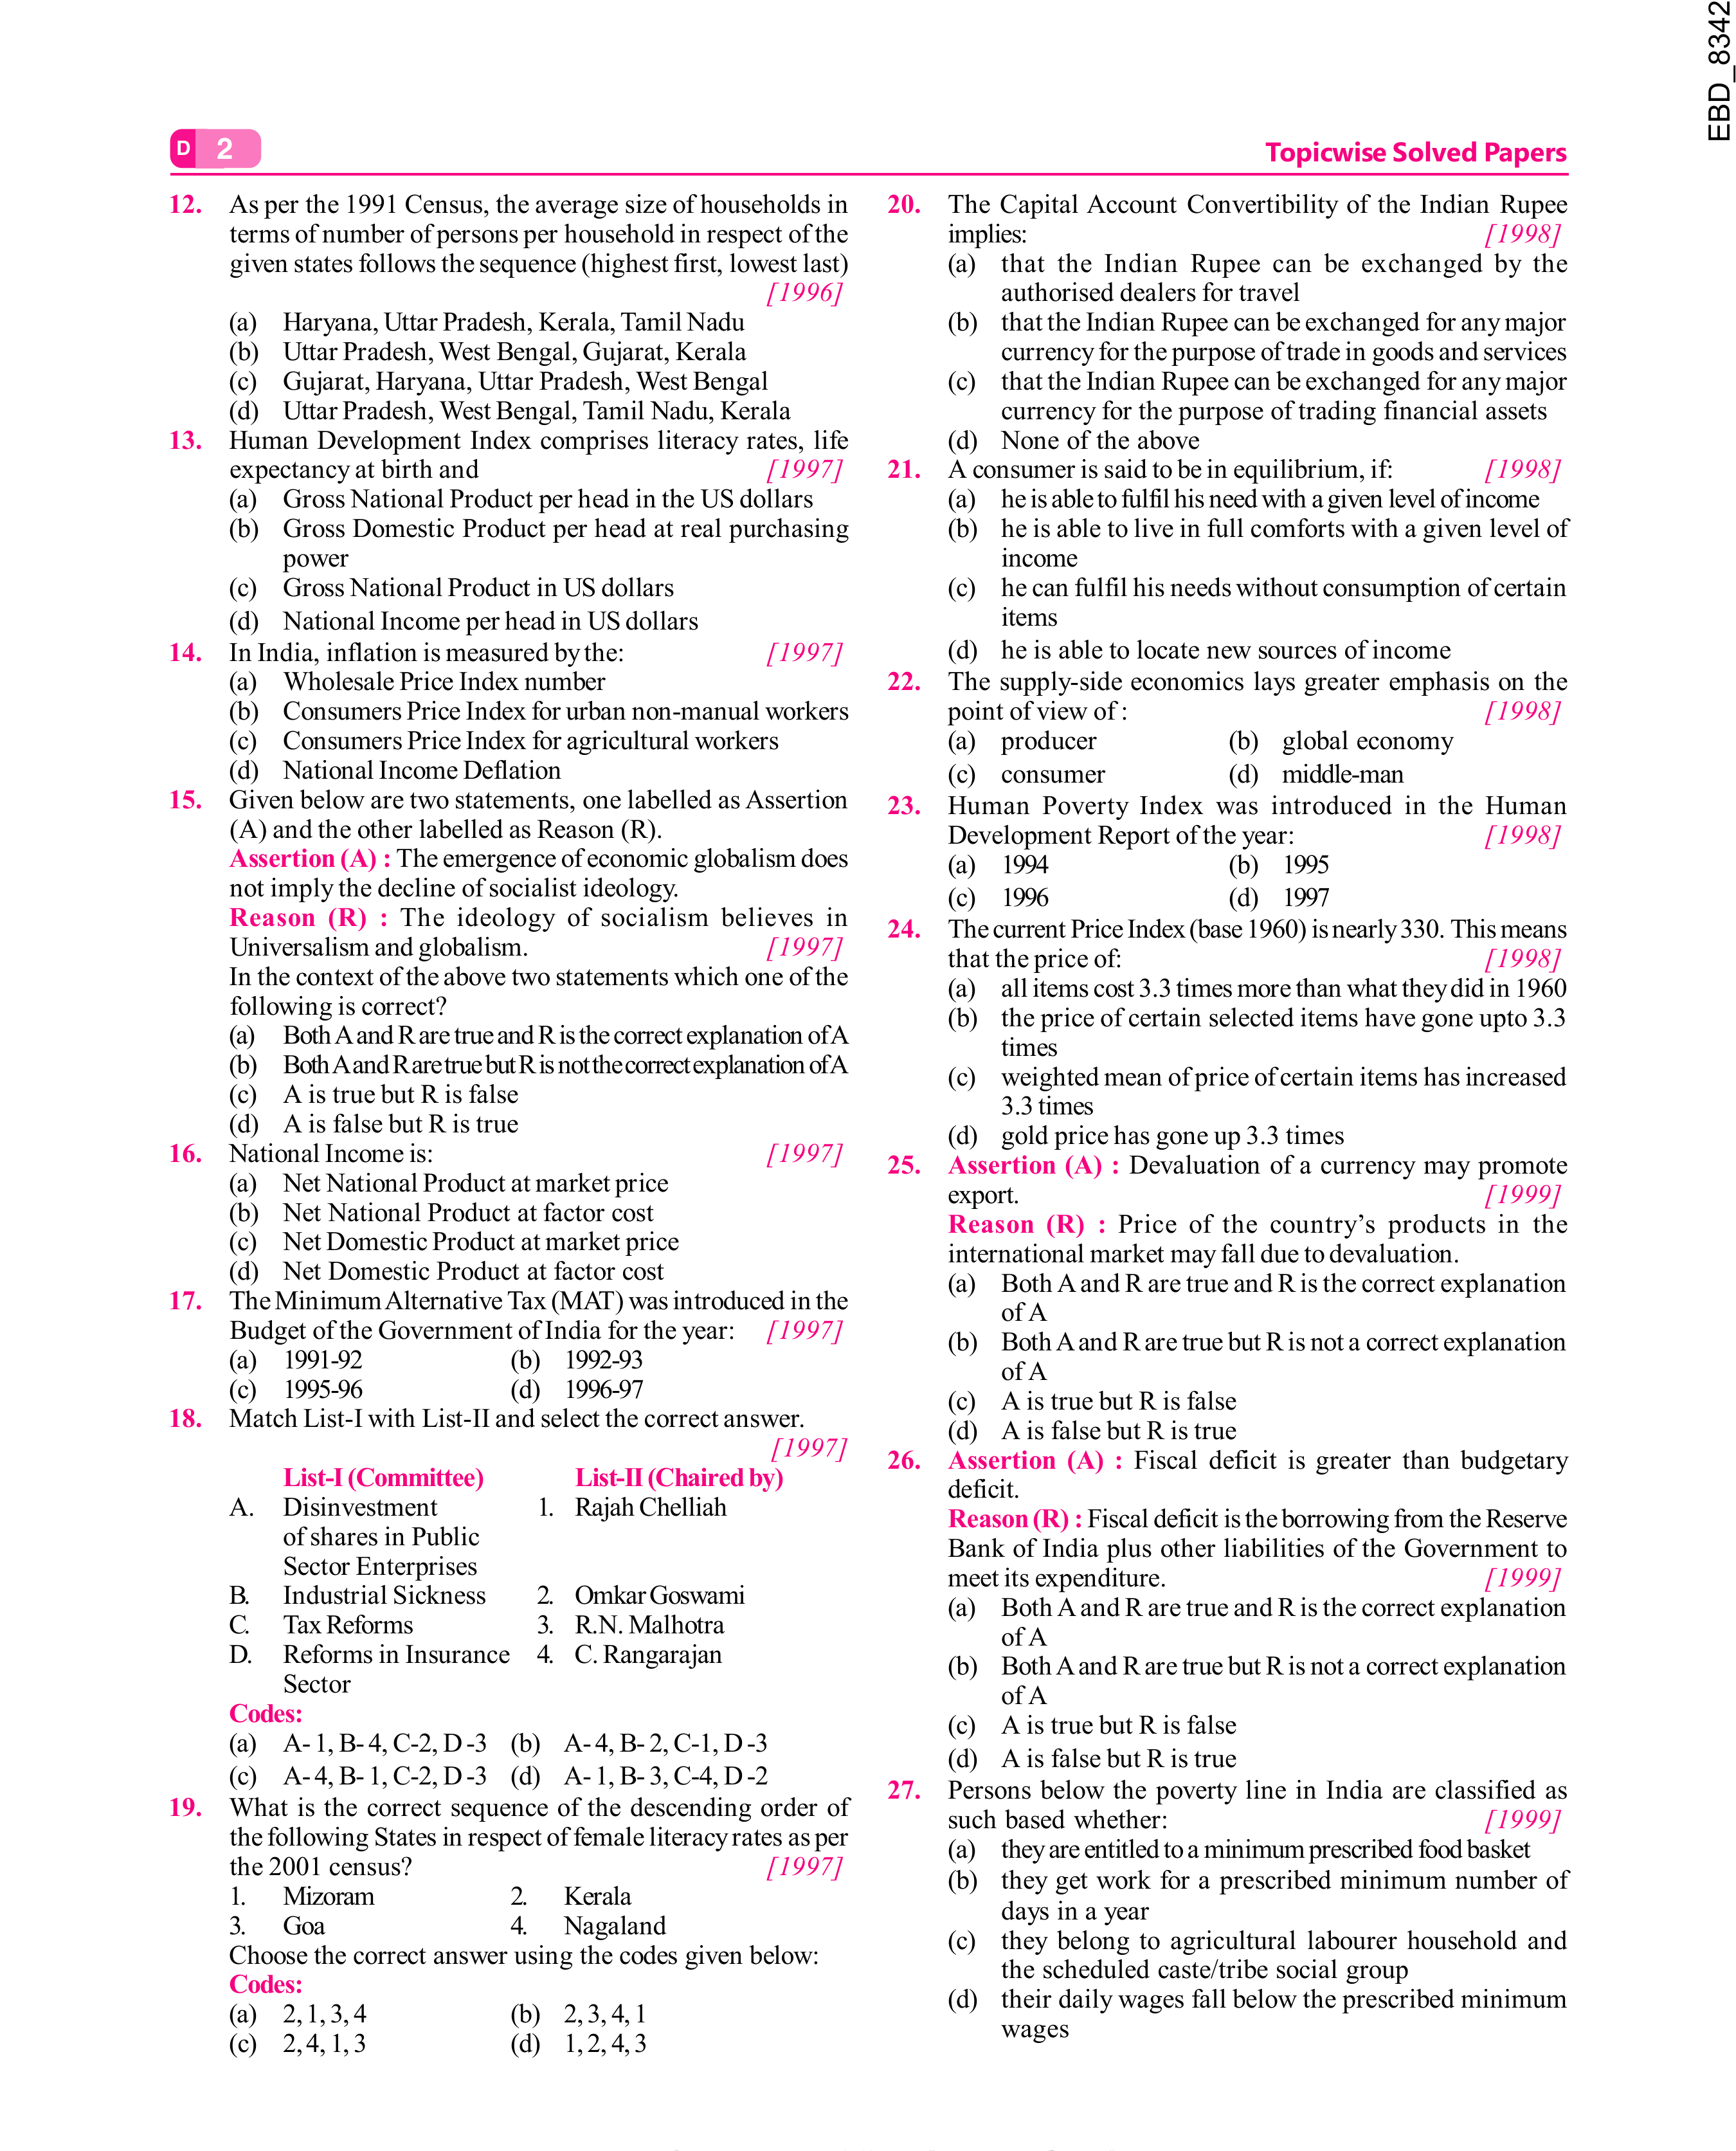 EBD_8342
D 2
Topicwise Solved Papers
12. As per the 1991 Census, the average size of households in
terms of number of persons per household in respect of the
given states follows the sequence (highest first, lowest last)
[1996]
(a) Haryana, Uttar Pradesh, Kerala, Tamil Nadu
(b) Uttar Pradesh, West Bengal, Gujarat, Kerala
(c) Gujarat, Haryana, Uttar Pradesh, West Bengal
(d) Uttar Pradesh, West Bengal, Tamil Nadu, Kerala
13. Human Development Index comprises literacy rates, life
expectancy at birth and [1997]
(a) Gross National Product per head in the US dollars
(b) Gross Domestic Product per head at real purchasing
power
(c) Gross National Product in US dollars
(d) National Income per head in US dollars
14. In India, inflation is measured by the: [1997]
(a) Wholesale Price Index number
(b) Consumers Price Index for urban non-manual workers
(c) Consumers Price Index for agricultural workers
(d) National Income Deflation
15. Given below are two statements, one labelled as Assertion
(A) and the other labelled as Reason (R).
Assertion (A) : The emergence of economic globalism does
not imply the decline of socialist ideology.
Reason (R) : The ideology of socialism believes in
Universalism and globalism. [1997]
In the context of the above two statements which one of the
following is correct?
(a) Both A and R are true and R is the correct explanation of A
(b) Both A and R are true but R is not the correct explanation of A
(c) A is true but R is false
(d) A is false but R is true
16. National Income is: [1997]
(a) Net National Product at market price
(b) Net National Product at factor cost
(c) Net Domestic Product at market price
(d) Net Domestic Product at factor cost
17. The Minimum Alternative Tax (MAT) was introduced in the
Budget of the Government of India for the year: [1997]
(a) 1991-92 (b) 1992-93
(c) 1995-96 (d) 1996-97
18. Match List-I with List-II and select the correct answer.
[1997]
List-I (Committee) List-II (Chaired by)
A. Disinvestment 1. Rajah Chelliah
of shares in Public
Sector Enterprises
B. Industrial Sickness 2. Omkar Goswami
C. Tax Reforms 3. R.N. Malhotra
D. Reforms in Insurance 4. C. Rangarajan
Sector
Codes:
(a) A- 1, B- 4, C-2, D -3 (b) A- 4, B- 2, C-1, D -3
(c) A- 4, B- 1, C-2, D -3 (d) A- 1, B- 3, C-4, D -2
19. What is the correct sequence of the descending order of
the following States in respect of female literacy rates as per
the 2001 census? [1997]
1. Mizoram 2. Kerala
3. Goa 4. Nagaland
Choose the correct answer using the codes given below:
Codes:
(a) 2, 1, 3, 4 (b) 2, 3, 4, 1
(c) 2, 4, 1, 3 (d) 1, 2, 4, 3
20. The Capital Account Convertibility of the Indian Rupee
implies: [1998]
(a) that the Indian Rupee can be exchanged by the
authorised dealers for travel
(b) that the Indian Rupee can be exchanged for any major
currency for the purpose of trade in goods and services
(c) that the Indian Rupee can be exchanged for any major
currency for the purpose of trading financial assets
(d) None of the above
21. A consumer is said to be in equilibrium, if: [1998]
(a) he is able to fulfil his need with a given level of income
(b) he is able to live in full comforts with a given level of
income
(c) he can fulfil his needs without consumption of certain
items
(d) he is able to locate new sources of income
22. The supply-side economics lays greater emphasis on the
point of view of : [1998]
(a) producer (b) global economy
(c) consumer (d) middle-man
23. Human Poverty Index was introduced in the Human
Development Report of the year: [1998]
(a) 1994 (b) 1995
(c) 1996 (d) 1997
24. The current Price Index (base 1960) is nearly 330. This means
that the price of: [1998]
(a) all items cost 3.3 times more than what they did in 1960
(b) the price of certain selected items have gone upto 3.3
times
(c) weighted mean of price of certain items has increased
3.3 times
(d) gold price has gone up 3.3 times
25. Assertion (A) : Devaluation of a currency may promote
export. [1999]
Reason (R) : Price of the country's products in the
international market may fall due to devaluation.
(a) Both A and R are true and R is the correct explanation
of A
(b) Both A and R are true but R is not a correct explanation
of A
(c) A is true but R is false
(d) A is false but R is true
26. Assertion (A) : Fiscal deficit is greater than budgetary
deficit.
Reason (R) : Fiscal deficit is the borrowing from the Reserve
Bank of India plus other liabilities of the Government to
meet its expenditure. [1999]
(a) Both A and R are true and R is the correct explanation
of A
(b) Both A and R are true but R is not a correct explanation
of A
(c) A is true but R is false
(d) A is false but R is true
27. Persons below the poverty line in India are classified as
such based whether: [1999]
(a) they are entitled to a minimum prescribed food basket
(b) they get work for a prescribed minimum number of
days in a year
(c) they belong to agricultural labourer household and
the scheduled caste/tribe social group
(d) their daily wages fall below the prescribed minimum
wages